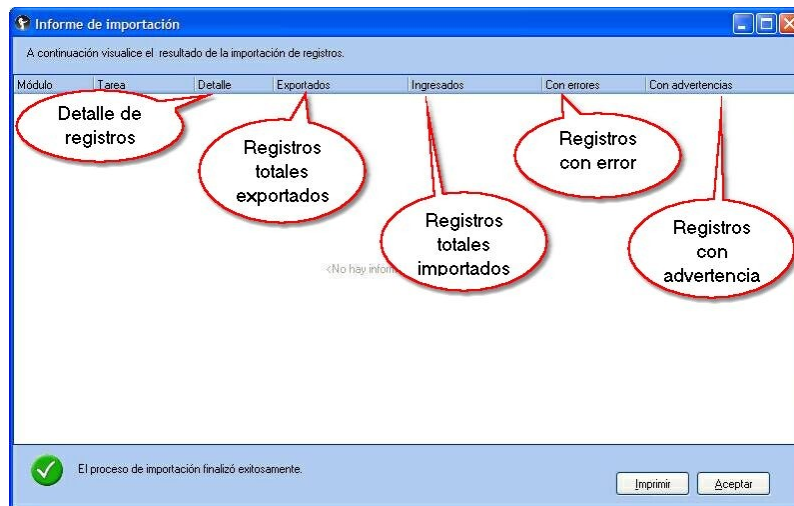 Informe de importación
A continuación visualice el resultado de la importación de registros.
Módulo Tarea Detalle Exportados Ingresados Con errores Con advertencias
Detalle de
registros
Registros
totales
exportados
Registros
con error
Registros
totales
importados
Registros
con
advertencia
<No hay
El proceso de importación finalizó exitosamente.
Imprimir Aceptar